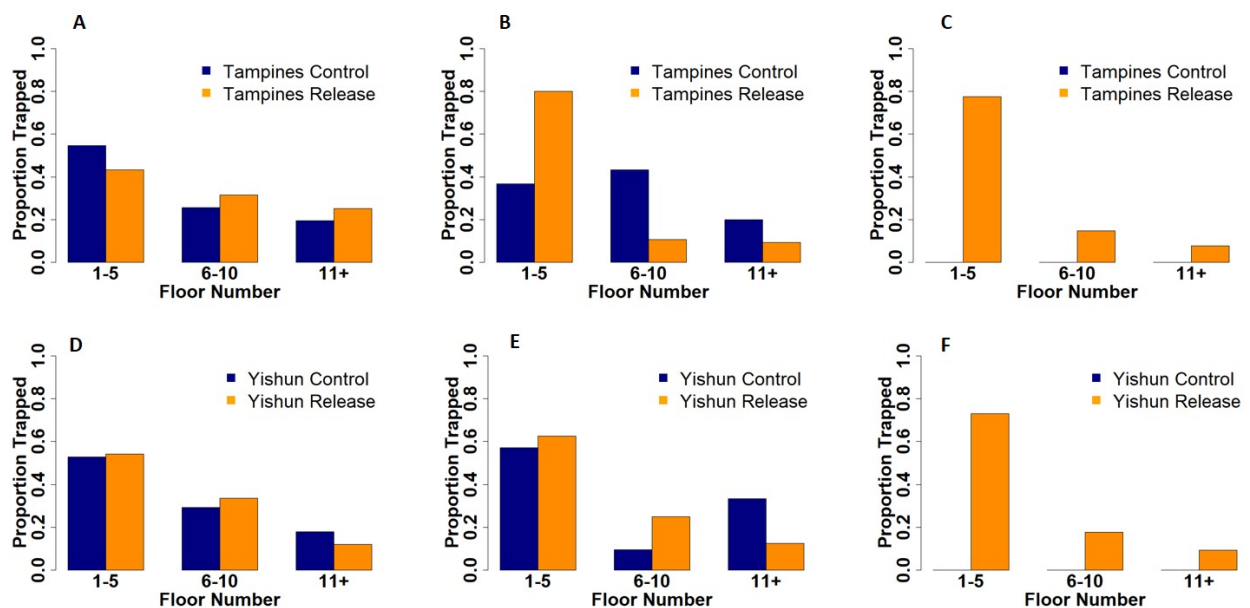 A
Proportion Trapped
0.0 0.2 0.4 0.6 0.8 1.0
Tampines Control
Tampines Release
1-5 6-10 11+
Floor Number
B
Proportion Trapped
0.0 0.2 0.4 0.6 0.8 1.0
Tampines Control
Tampines Release
1-5 6-10 11+
Floor Number
C
Proportion Trapped
0.0 0.2 0.4 0.6 0.8 1.0
Tampines Control
Tampines Release
1-5 6-10 11+
Floor Number
D
Proportion Trapped
0.0 0.2 0.4 0.6 0.8 1.0
Yishun Control
Yishun Release
1-5 6-10 11+
Floor Number
E
Proportion Trapped
0.0 0.2 0.4 0.6 0.8 1.0
Yishun Control
Yishun Release
1-5 6-10 11+
Floor Number
F
Proportion Trapped
0.0 0.2 0.4 0.6 0.8 1.0
Yishun Control
Yishun Release
1-5 6-10 11+
Floor Number